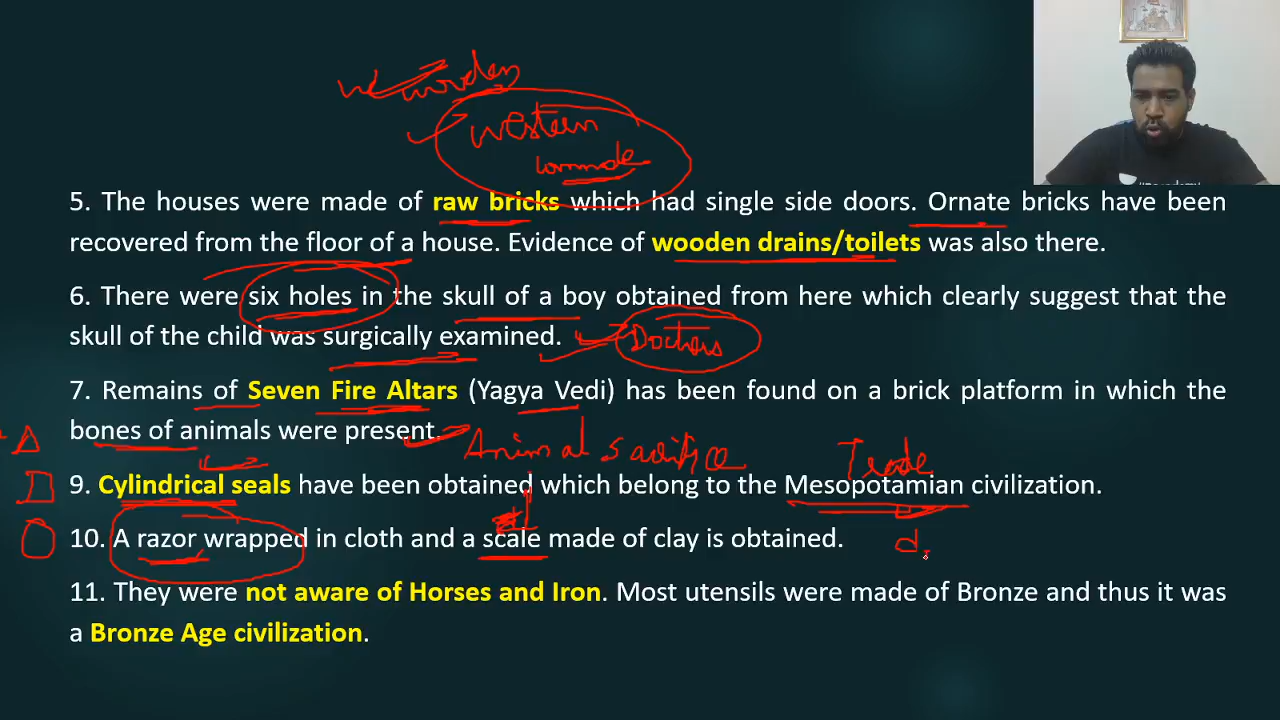 wooden
western
commode
5. The houses were made of raw bricks which had single side doors. Ornate bricks have been
recovered from the floor of a house. Evidence of wooden drains/toilets was also there.
6. There were six holes in the skull of a boy obtained from here which clearly suggest that the
skull of the child was surgically examined.
Doctors
7. Remains of Seven Fire Altars (Yagya Vedi) has been found on a brick platform in which the
bones of animals were present.
Animal sacrifice
Trade
9. Cylindrical seals have been obtained which belong to the Mesopotamian civilization.
10. A razor wrapped in cloth and a scale made of clay is obtained.
11. They were not aware of Horses and Iron. Most utensils were made of Bronze and thus it was
a Bronze Age civilization.